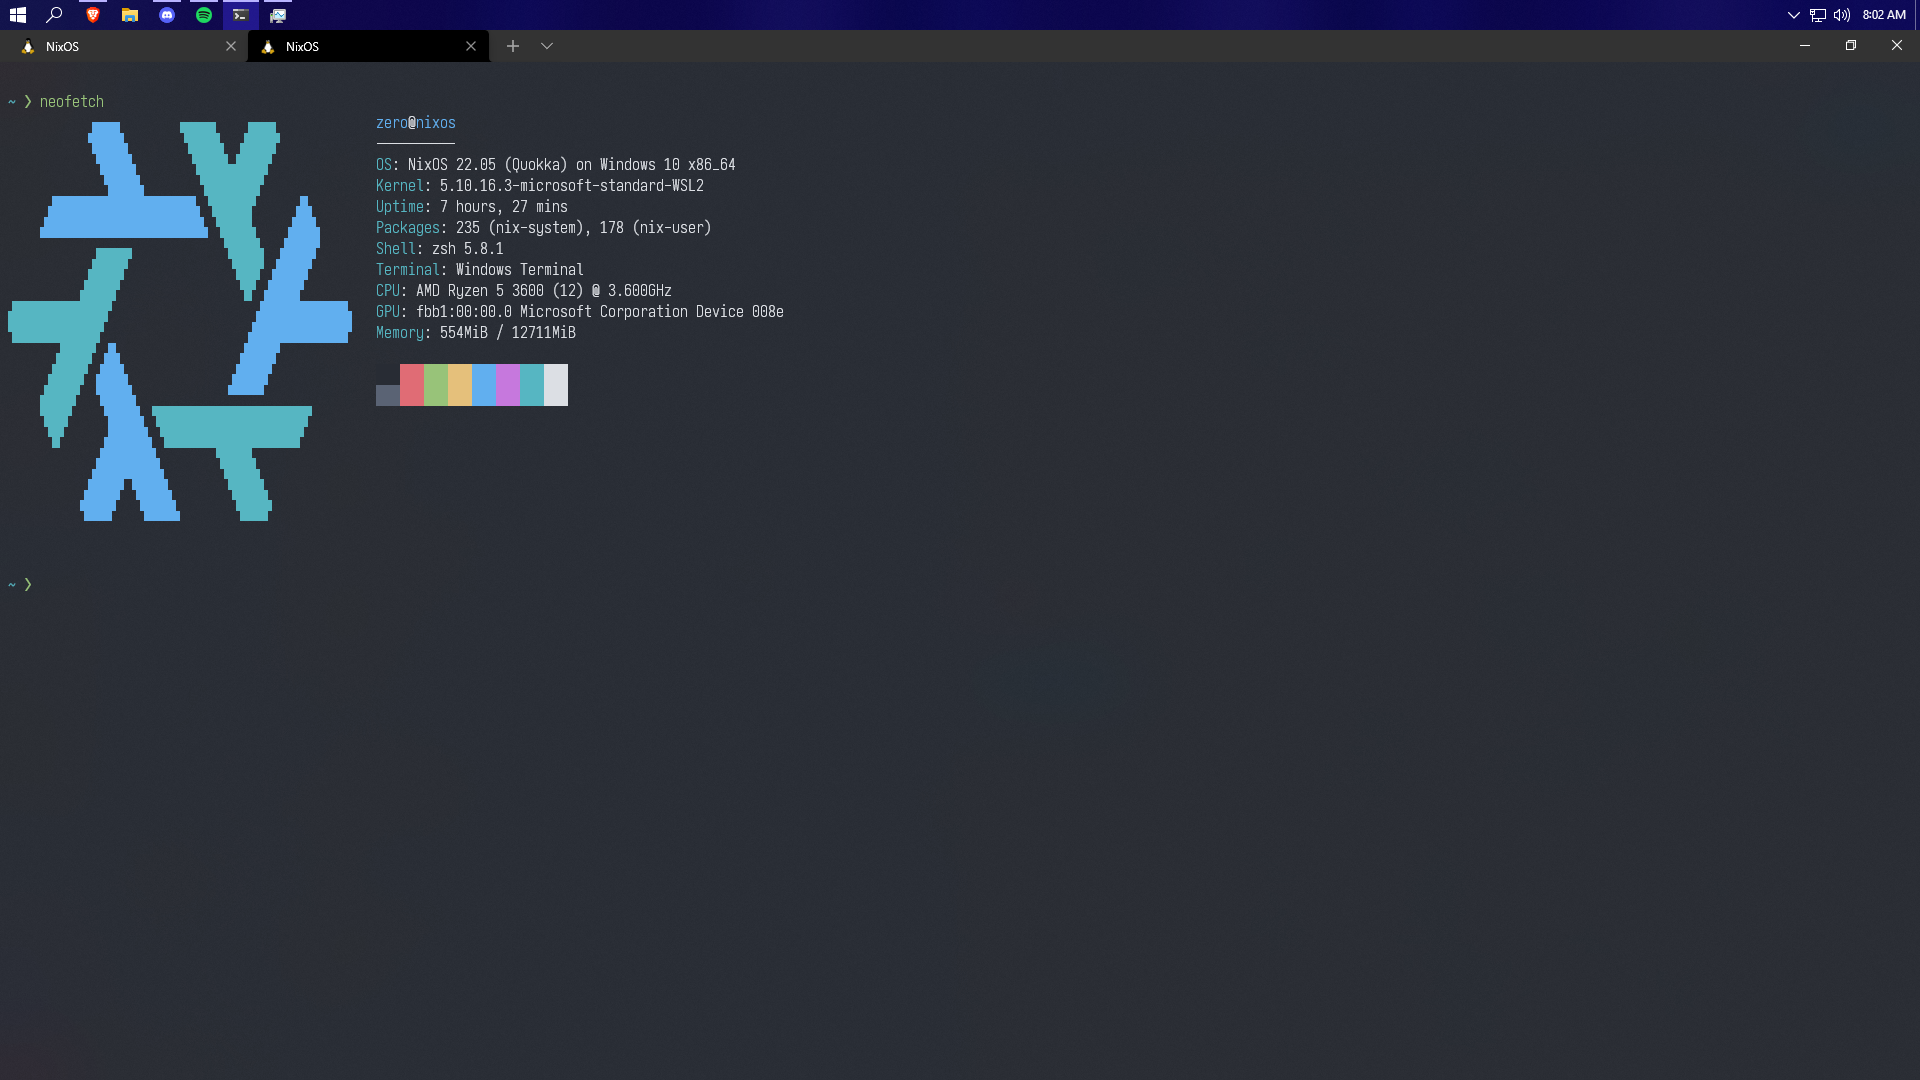 8:02 AM
NixOS
NixOS
~ ❯ neofetch
zero@nixos
----------
OS: NixOS 22.05 (Quokka) on Windows 10 x86_64
Kernel: 5.10.16.3-microsoft-standard-WSL2
Uptime: 7 hours, 27 mins
Packages: 235 (nix-system), 178 (nix-user)
Shell: zsh 5.8.1
Terminal: Windows Terminal
CPU: AMD Ryzen 5 3600 (12) @ 3.600GHz
GPU: fbb1:00:00.0 Microsoft Corporation Device 008e
Memory: 554MiB / 12711MiB
~ ❯